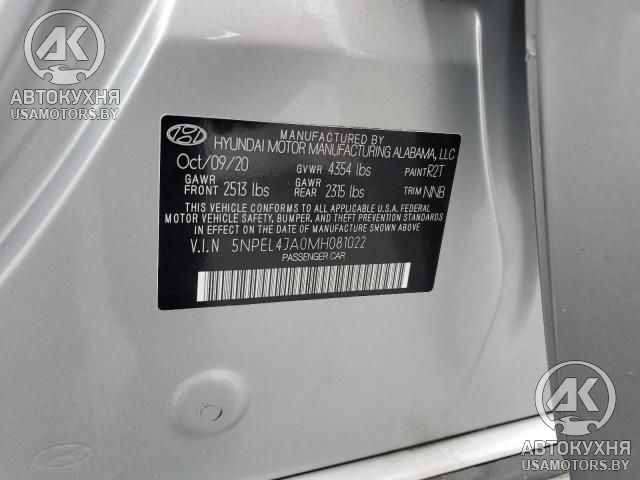 AK
АВТОКУХНЯ
USAMOTORS.BY
MANUFACTURED BY
HYUNDAI MOTOR MANUFACTURING ALABAMA, LLC
Oct/09/20 GVWR 4354 lbs PAINT R2T
GAWR FRONT 2513 lbs GAWR REAR 2315 lbs TRIM NNB
THIS VEHICLE CONFORMS TO ALL APPLICABLE FEDERAL
MOTOR VEHICLE SAFETY, BUMPER, AND THEFT PREVENTION STANDARDS
IN EFFECT ON THE DATE OF MANUFACTURE SHOWN ABOVE
V.I.N 5NPEL4JA0MH081022
PASSENGER CAR
AK
АВТОКУХНЯ
USAMOTORS.BY